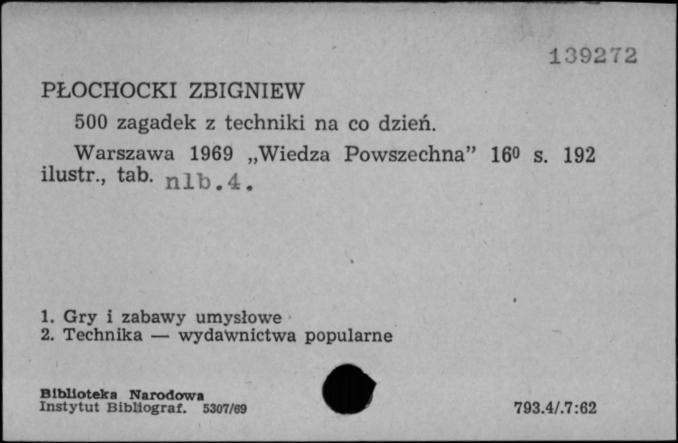 139272
PŁOCHOCKI ZBIGNIEW
500 zagadek z techniki na co dzień.
Warszawa 1969 „Wiedza Powszechna” 16⁰ s. 192
ilustr., tab. nlb.4.
1. Gry i zabawy umysłowe
2. Technika — wydawnictwa popularne
Biblioteka Narodowa
Instytut Bibliograf. 5307/69
793.4/.7:62